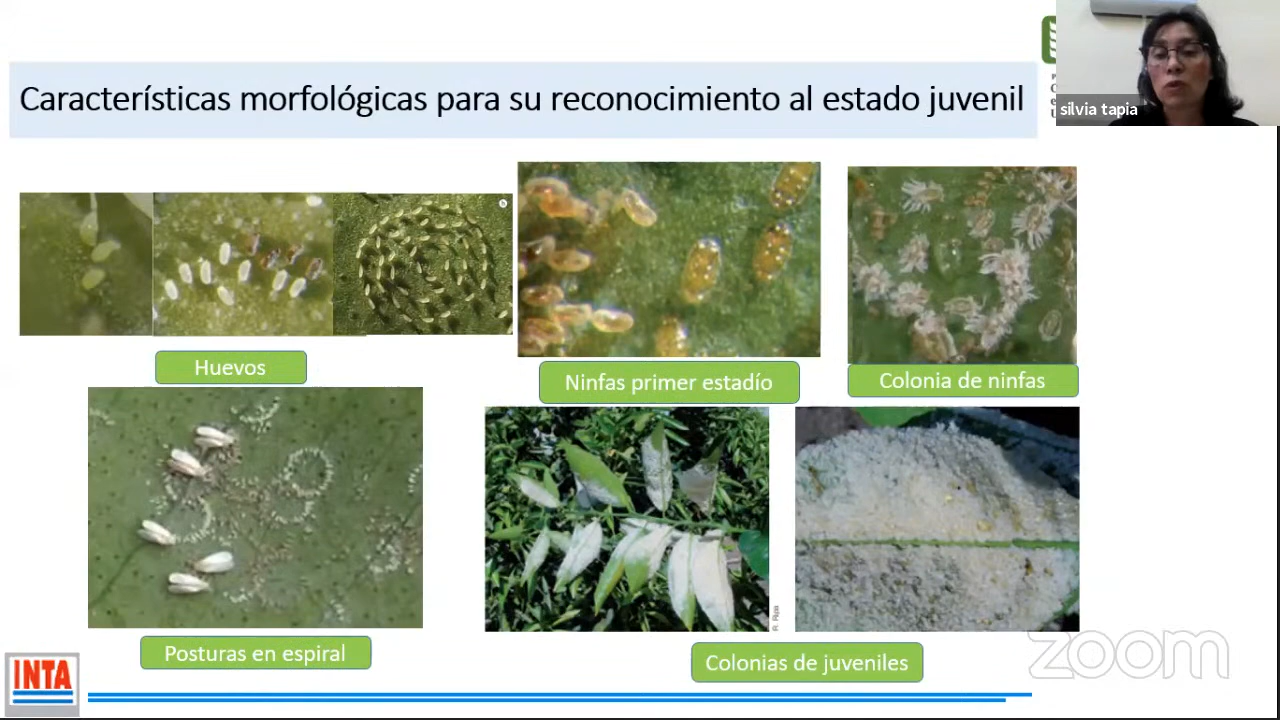 Características morfológicas para su reconocimiento al estado juvenil
silvia tapia
Huevos
Ninfas primer estadío
Colonia de ninfas
R. Ripa
Posturas en espiral
Colonias de juveniles
INTA
zoom